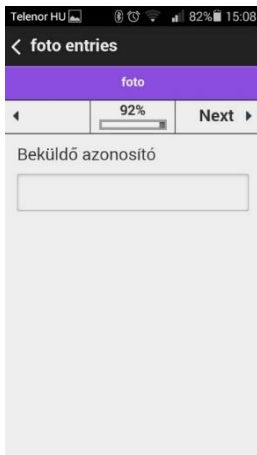 Telenor HU 82% 15:08
foto entries
foto
92% Next
Beküldő azonosító